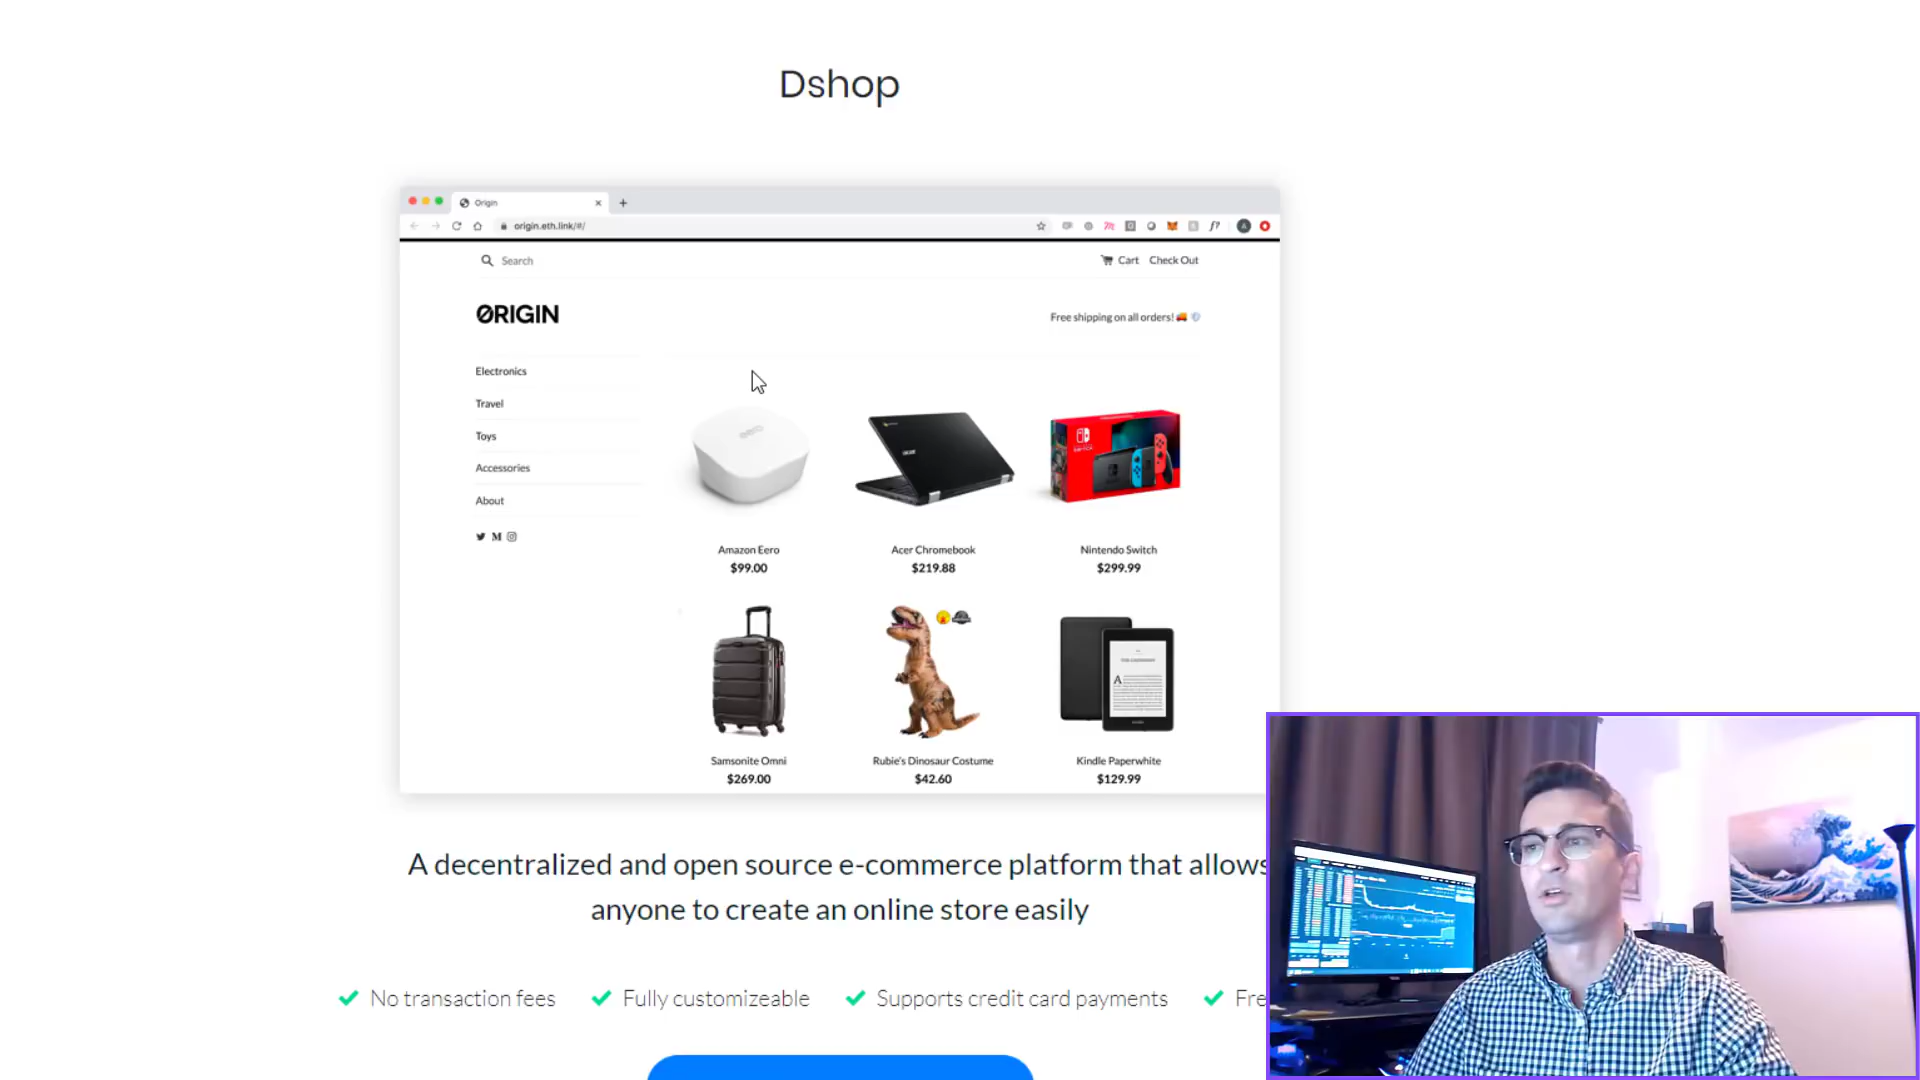 Dshop
Origin
origin.eth.link/#/
Search
Cart
Check Out
ORIGIN
Free shipping on all orders!
Electronics
Travel
Toys
Accessories
About
Amazon Eero
$99.00
Acer Chromebook
$219.88
Nintendo Switch
$299.99
Samsonite Omni
$269.00
Rubie's Dinosaur Costume
$42.60
Kindle Paperwhite
$129.99
A decentralized and open source e-commerce platform that allows
anyone to create an online store easily
No transaction fees
Fully customizeable
Supports credit card payments
Fre